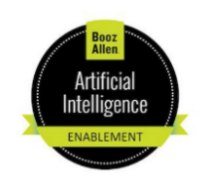 Booz
Allen
Artificial
Intelligence
ENABLEMENT